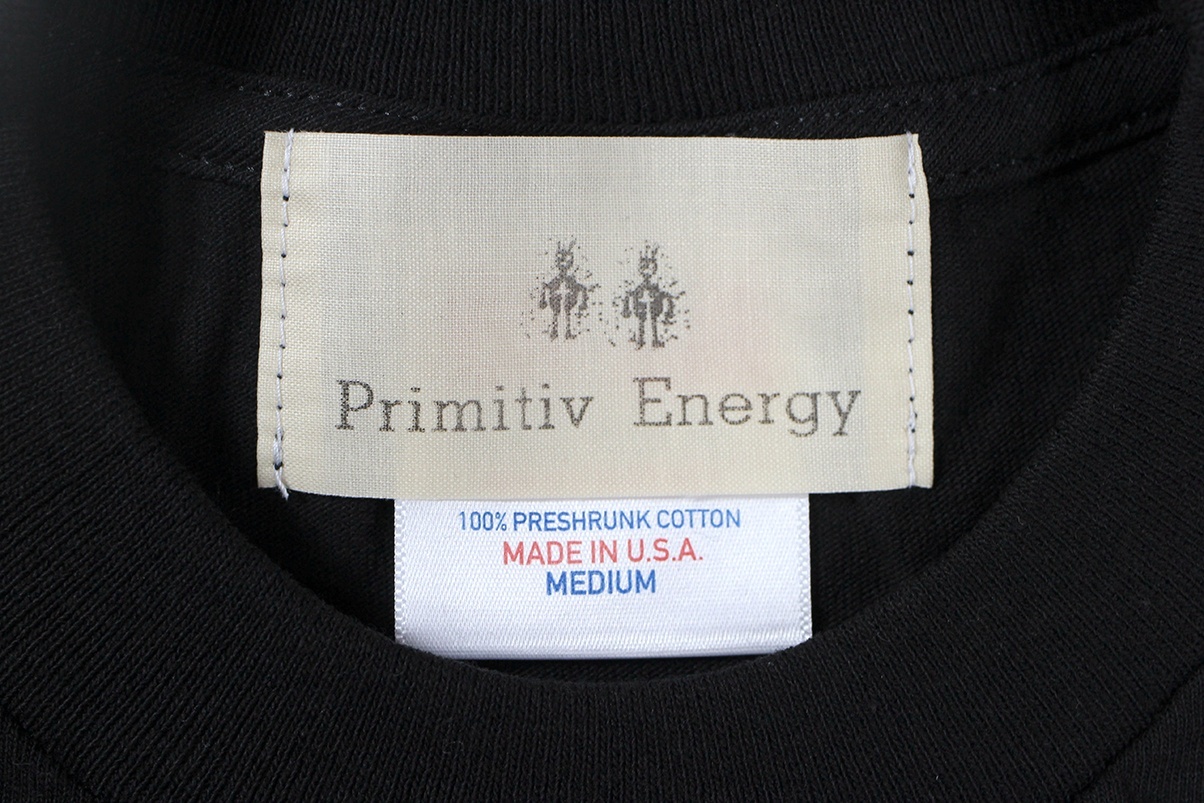 Primitiv Energy
100% PRESHRUNK COTTON
MADE IN U.S.A.
MEDIUM